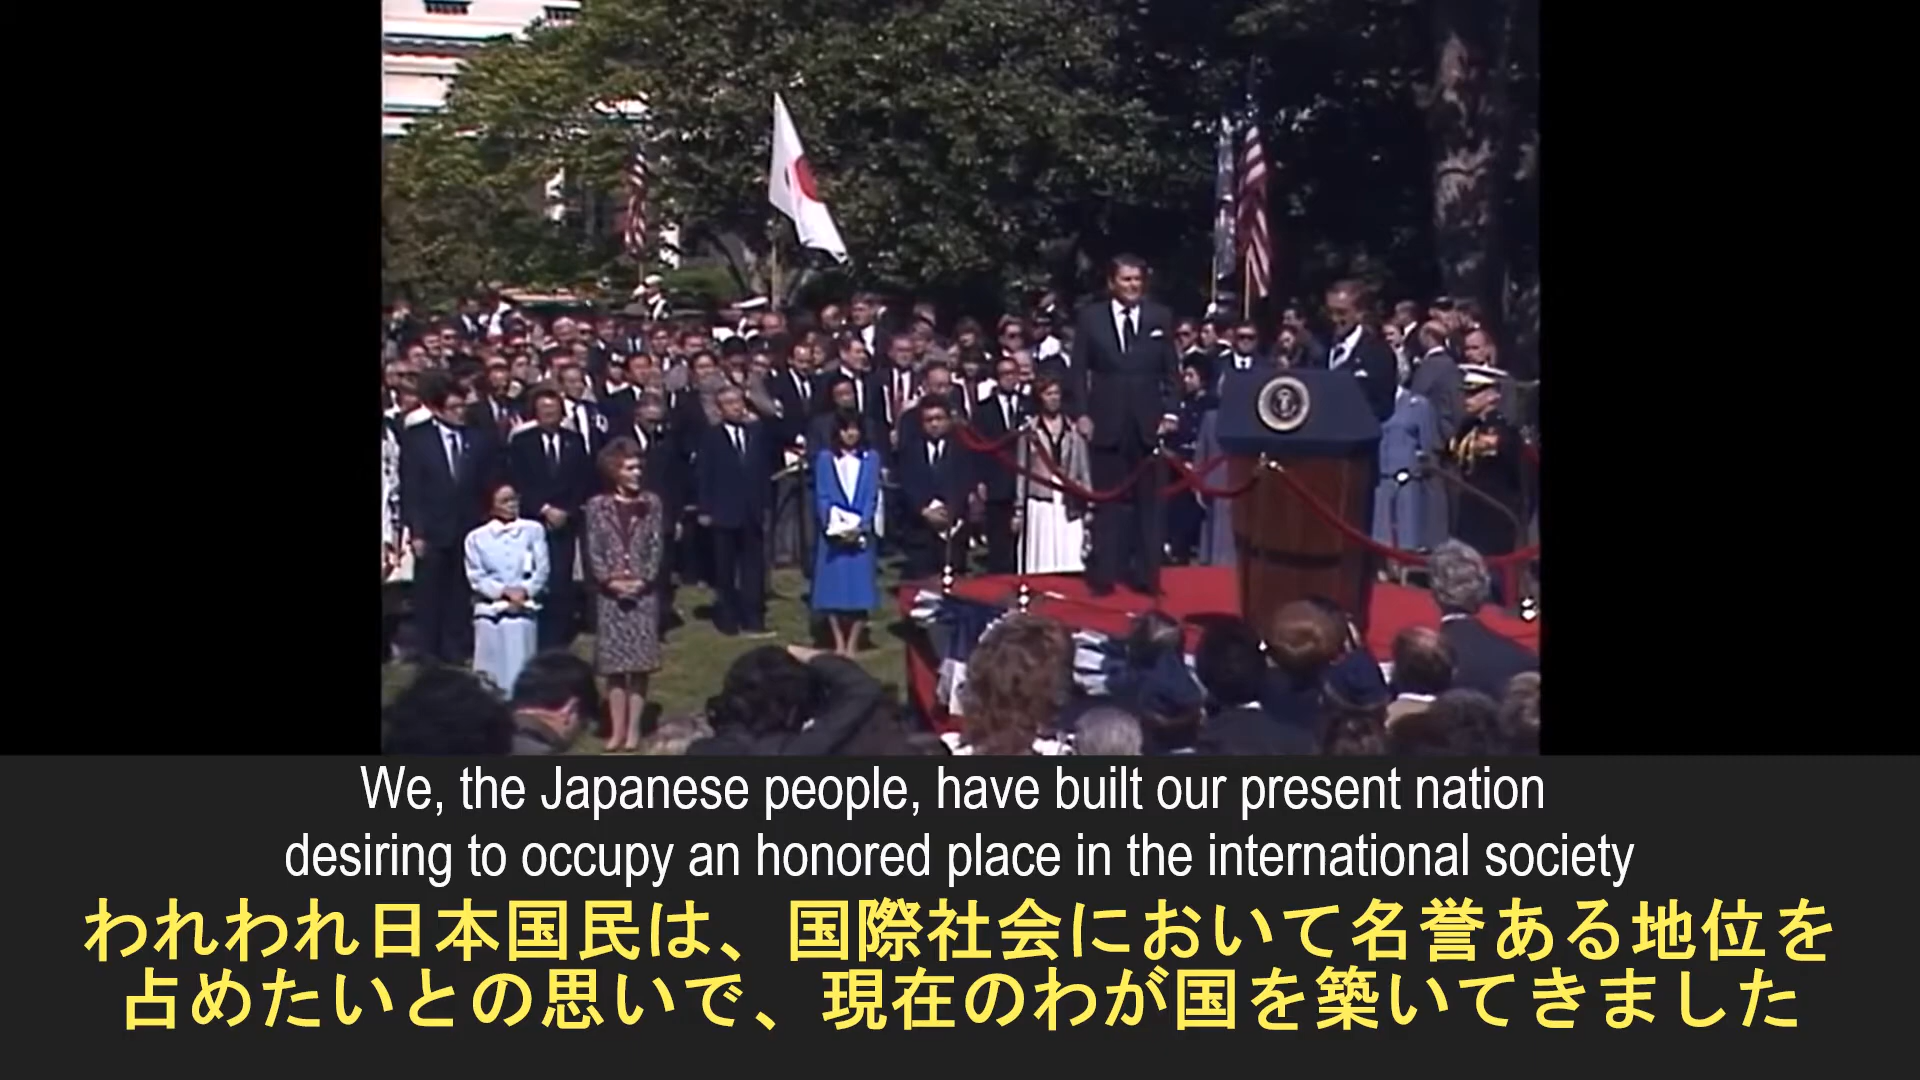 We, the Japanese people, have built our present nation
desiring to occupy an honored place in the international society
われわれ日本国民は、国際社会において名誉ある地位を
占めたいとの思いで、現在のわが国を築いてきました